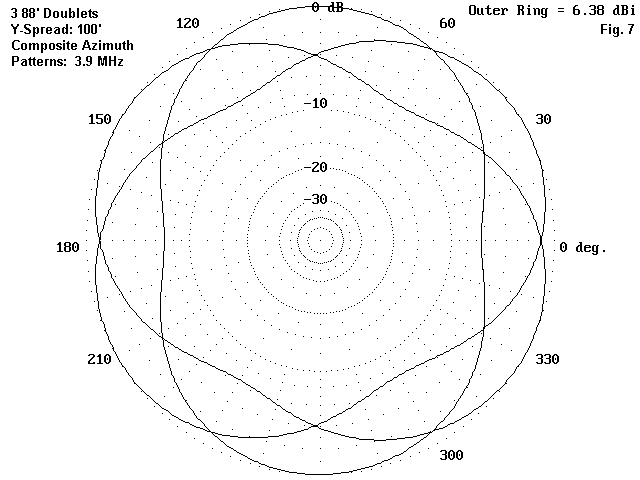 3 88' Doublets
Y-Spread: 100'
Composite Azimuth
Patterns: 3.9 MHz
Outer Ring = 6.38 dBi
Fig. 7
0 dB
120
60
-10
150
30
-20
-30
180
0 deg.
210
330
300